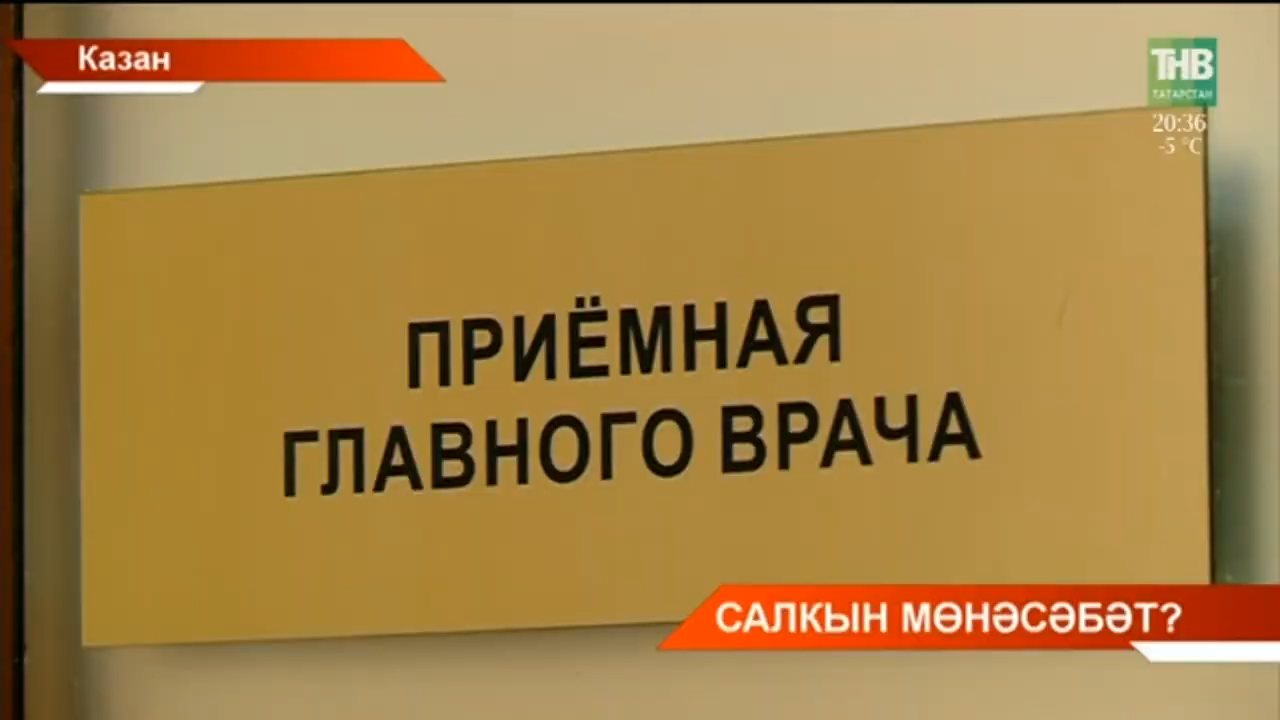 Казан
ТНВ
ТАТАРСТАН
20:36
-5 °C
ПРИЁМНАЯ
ГЛАВНОГО ВРАЧА
САЛКЫН МӨНӘСӘБӘТ?